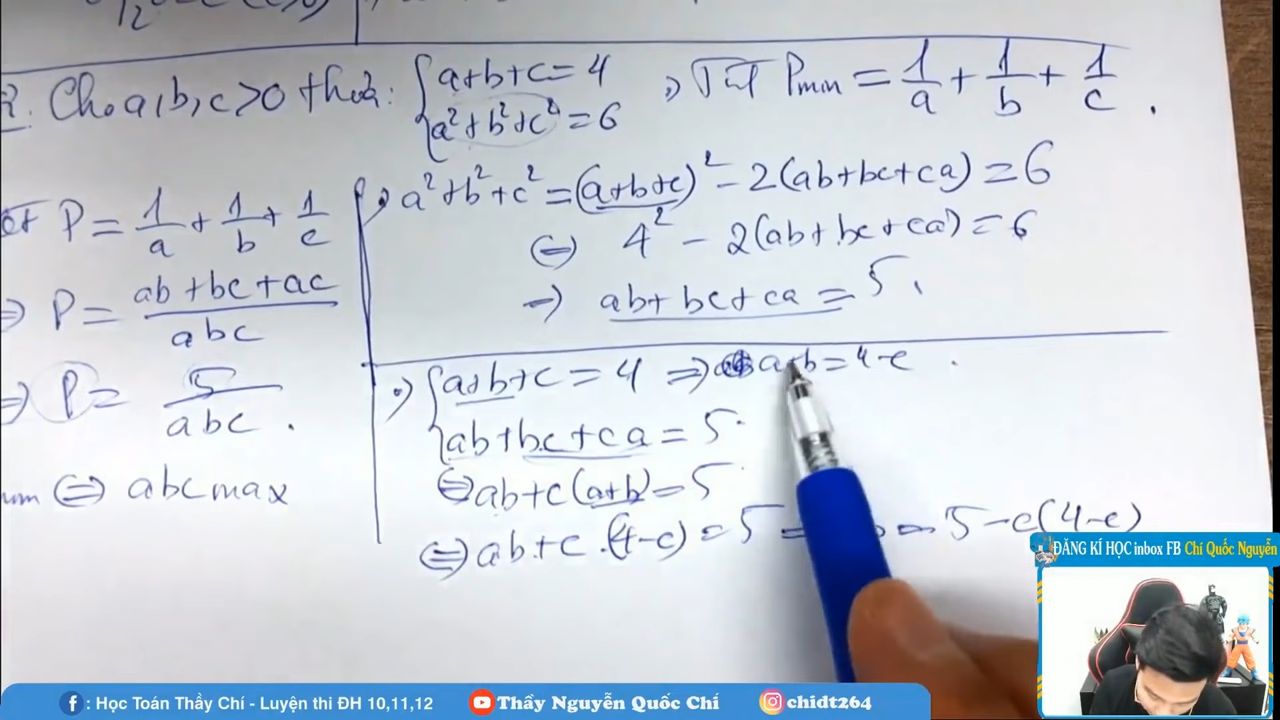 Cho a,b,c>0 thoả: { a+b+c=4
a²+b²+c²=6
Pmin = 1/a + 1/b + 1/c .
P = 1/a + 1/b + 1/c
⇒ P = (ab+bc+ac)/abc
⇒ P = 5/abc .
⇔ abc max
a²+b²+c² = (a+b+c)² - 2(ab+bc+ca) = 6
⇔ 4² - 2(ab+bc+ca) = 6
→ ab+bc+ca = 5
{ a+b+c = 4 ⇒ a+b = 4-c .
ab+bc+ca = 5
⇔ ab+c(a+b) = 5
⇔ ab+c.(4-c) = 5
= 5-c(4-c)
ĐĂNG KÍ HỌC inbox FB Chí Quốc Nguyễn
: Học Toán Thầy Chí - Luyện thi ĐH 10,11,12
Thầy Nguyễn Quốc Chí
chidt264